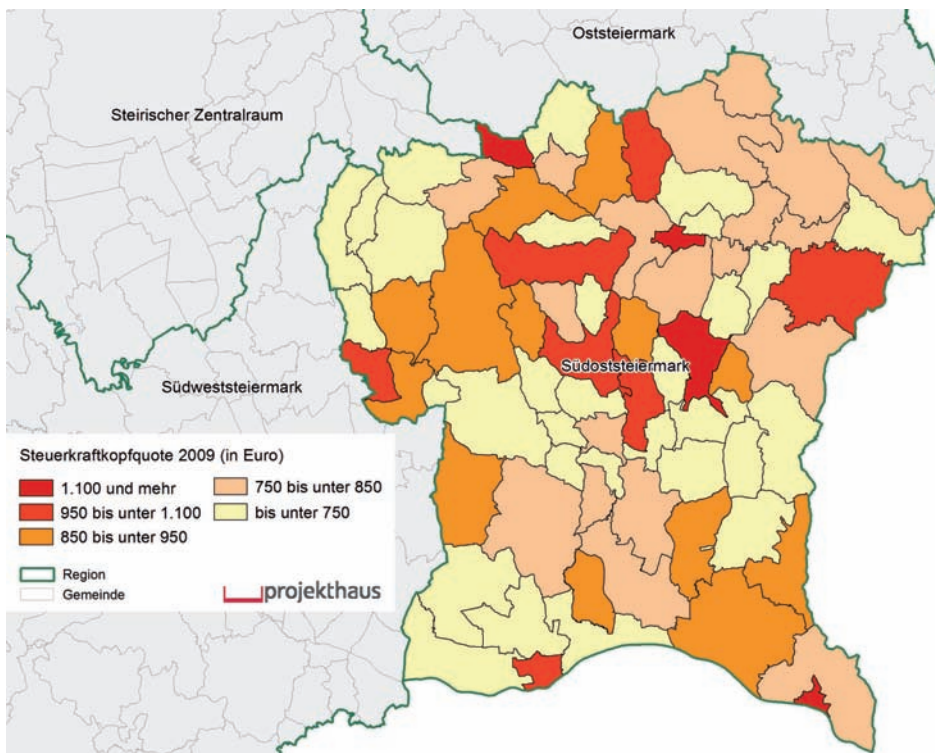 Oststeiermark
Steirischer Zentralraum
Südweststeiermark
Südoststeiermark
Steuerkraftkopfquote 2009 (in Euro)
1.100 und mehr
950 bis unter 1.100
850 bis unter 950
750 bis unter 850
bis unter 750
Region
Gemeinde
projekthaus